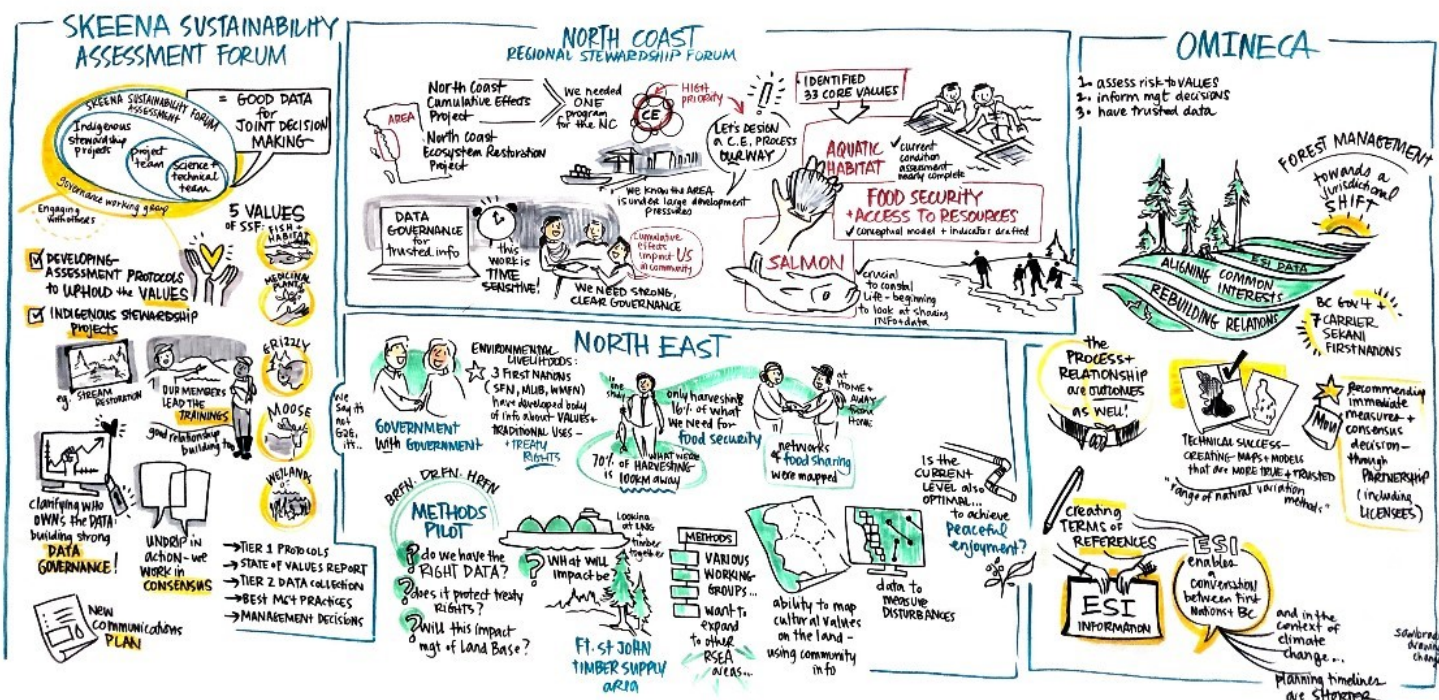 SKEENA SUSTAINABILITY
ASSESSMENT FORUM
SKEENA SUSTAINABILITY FORUM
ASSESSMENT
Indigenous
stewardship
projects
Project
team
Science +
technical
team
governance working group
Engaging
with others
= GOOD DATA
for
JOINT DECISION
MAKING
5 VALUES
OF SSF:
FISH +
HABITAT
MEDICINAL
PLANTS
GRIZZLY
MOOSE
WETLANDS
DEVELOPING
ASSESSMENT PROTOCOLS
to UPHOLD the VALUES
INDIGENOUS STEWARDSHIP
PROJECTS
eg. STREAM
RESTORATION
OUR MEMBERS
LEAD the
TRAININGS
good relationship
building too
clarifying WHO
OWNS the DATA:
building strong
DATA
GOVERNANCE!
UNDRIP in
action - we
WORK in
CONSENSUS
→TIER 1 PROTOCOLS
→STATE of VALUES REPORT
→TIER 2 DATA COLLECTION
→BEST MGT PRACTICES
→MANAGEMENT DECISIONS
NEW
communications
PLAN
NORTH COAST
REGIONAL STEWARDSHIP FORUM
AREA
North Coast
Cumulative Effects
Project
North Coast
Ecosystem Restoration
Project
we needed
ONE
program
for the NC
CE
HIGH
PRIORITY
!
LET'S DESIGN
a C.E. PROCESS
OUR WAY
we know the AREA
is under large development
pressures
• IDENTIFIED
33 CORE VALUES
AQUATIC
HABITAT
✓current
condition
assessment
nearly complete
FOOD SECURITY
+ACCESS TO RESOURCES
✓conceptual model + indicator drafted
SALMON
✓crucial
to coastal
life - beginning
to look at sharing
INFO + data
DATA
GOVERNANCE
for
trusted info
this
WORK is
TIME
SENSITIVE!
Cumulative
effects
impact US
in community
WE NEED STRONG,
CLEAR GOVERNANCE
NORTH EAST
We
say it's
not
G2G,
it's..
GOVERNMENT
with GOVERNMENT
ENVIRONMENTAL
LIVELIHOODS:
3 FIRST NATIONS
(SFN, MLIB, WMFN)
have developed body
of info about VALUES+
TRADITIONAL USES -
+ TREATY
RIGHTS
in one
study
only harvesting
16% of what
we need for
food security
70% of HARVESTING
WHAT WERE
is 100km away
at
HOME +
AWAY
from
HOME
networks
of food sharing
were mapped
Is the
CURRENT
LEVEL also
OPTIMAL...
to achieve
Peaceful
enjoyment?
BRFN, DRFN, HRFN
METHODS
PILOT
? do we have the
RIGHT DATA?
? does it protect treaty
RIGHTS?
? Will this impact
mgt of Land Base?
? What will
impact be?
Looking
at LNG
+
timber
together
FT. St JOHN
TIMBER SUPPLY
area
METHODS
VARIOUS
WORKING
GROUPS...
want to
expand
to other
RSEA
areas...
ability to map
cultural values
on the land -
using community
info
data to
measure
DISTURBANCES
OMINECA
1. assess risk to VALUES
2. inform mgt decisions
3. have trusted data
FOREST MANAGEMENT
towards a
jurisdictional
SHIFT
ESI DATA
ALIGNING COMMON
INTERESTS
REBUILDING RELATIONS
BC Gov't +
7 CARRIER
SEKANI
FIRST NATIONS
the
PROCESS +
RELATIONSHIP
are outcomes
as well!
TECHNICAL SUCCESS -
CREATING MAPS + MODELS
that are MORE TRUE + TRUSTED
"range of natural variation
methods"
MoU
Recommending
immediate
measures +
consensus
decision -
through
PARTNERSHIP
(including
LICENSEES)
creating
TERMS OF
REFERENCES
ESI
INFORMATION
ESI
enables
a
conversation
between First
Nations + BC
and in the
context of
climate
change...
planning timelines
are SHORTER